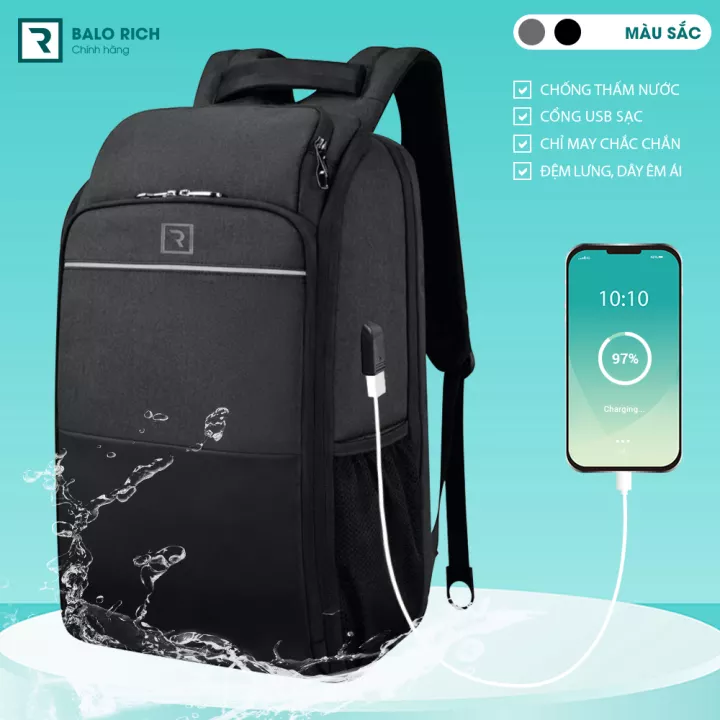 BALO RICH
Chính hãng
MÀU SẮC
CHỐNG THẤM NƯỚC
CỔNG USB SẠC
CHỈ MAY CHẮC CHẮN
ĐỆM LƯNG, DÂY ÊM ÁI
R
10:10
97%
Charging...